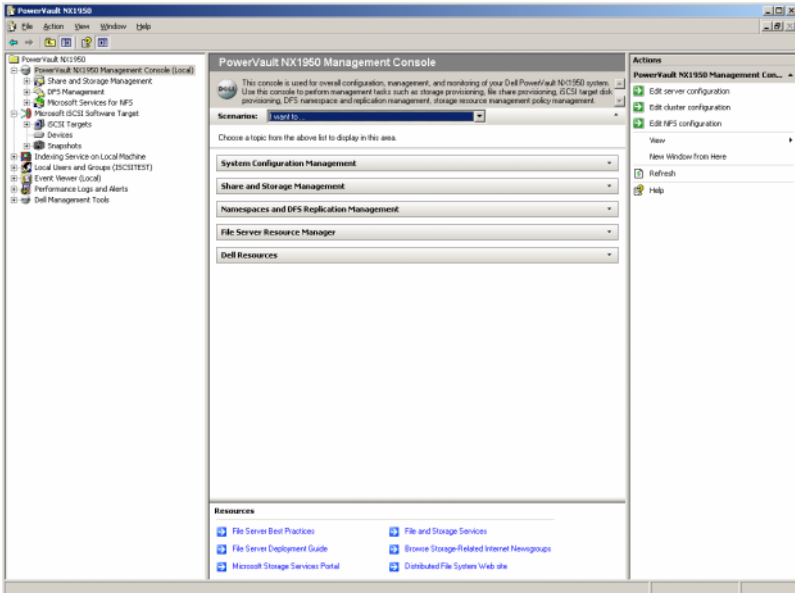 PowerVault NX1950
File Action View Window Help
PowerVault NX1950
PowerVault NX1950 Management Console (Local)
Share and Storage Management
DFS Management
Microsoft Services for NFS
Microsoft iSCSI Software Target
iSCSI Targets
Devices
Snapshots
Indexing Service on Local Machine
Local Users and Groups (ISCSITEST)
Event Viewer (Local)
Performance Logs and Alerts
Dell Management Tools
PowerVault NX1950 Management Console
DELL
This console is used for overall configuration, management, and monitoring of your Dell PowerVault NX1950 system.
Use this console to perform management tasks such as storage provisioning, file share provisioning, iSCSI target disk
provisioning, DFS namespace and replication management, storage resource management policy management.
Scenarios: I want to ...
Choose a topic from the above list to display in this area.
System Configuration Management
Share and Storage Management
Namespaces and DFS Replication Management
File Server Resource Manager
Dell Resources
Resources
File Server Best Practices
File and Storage Services
File Server Deployment Guide
Browse Storage-Related Internet Newsgroups
Microsoft Storage Services Portal
Distributed File System Web site
Actions
PowerVault NX1950 Management Con...
Edit server configuration
Edit cluster configuration
Edit NFS configuration
View
New Window from Here
Refresh
Help